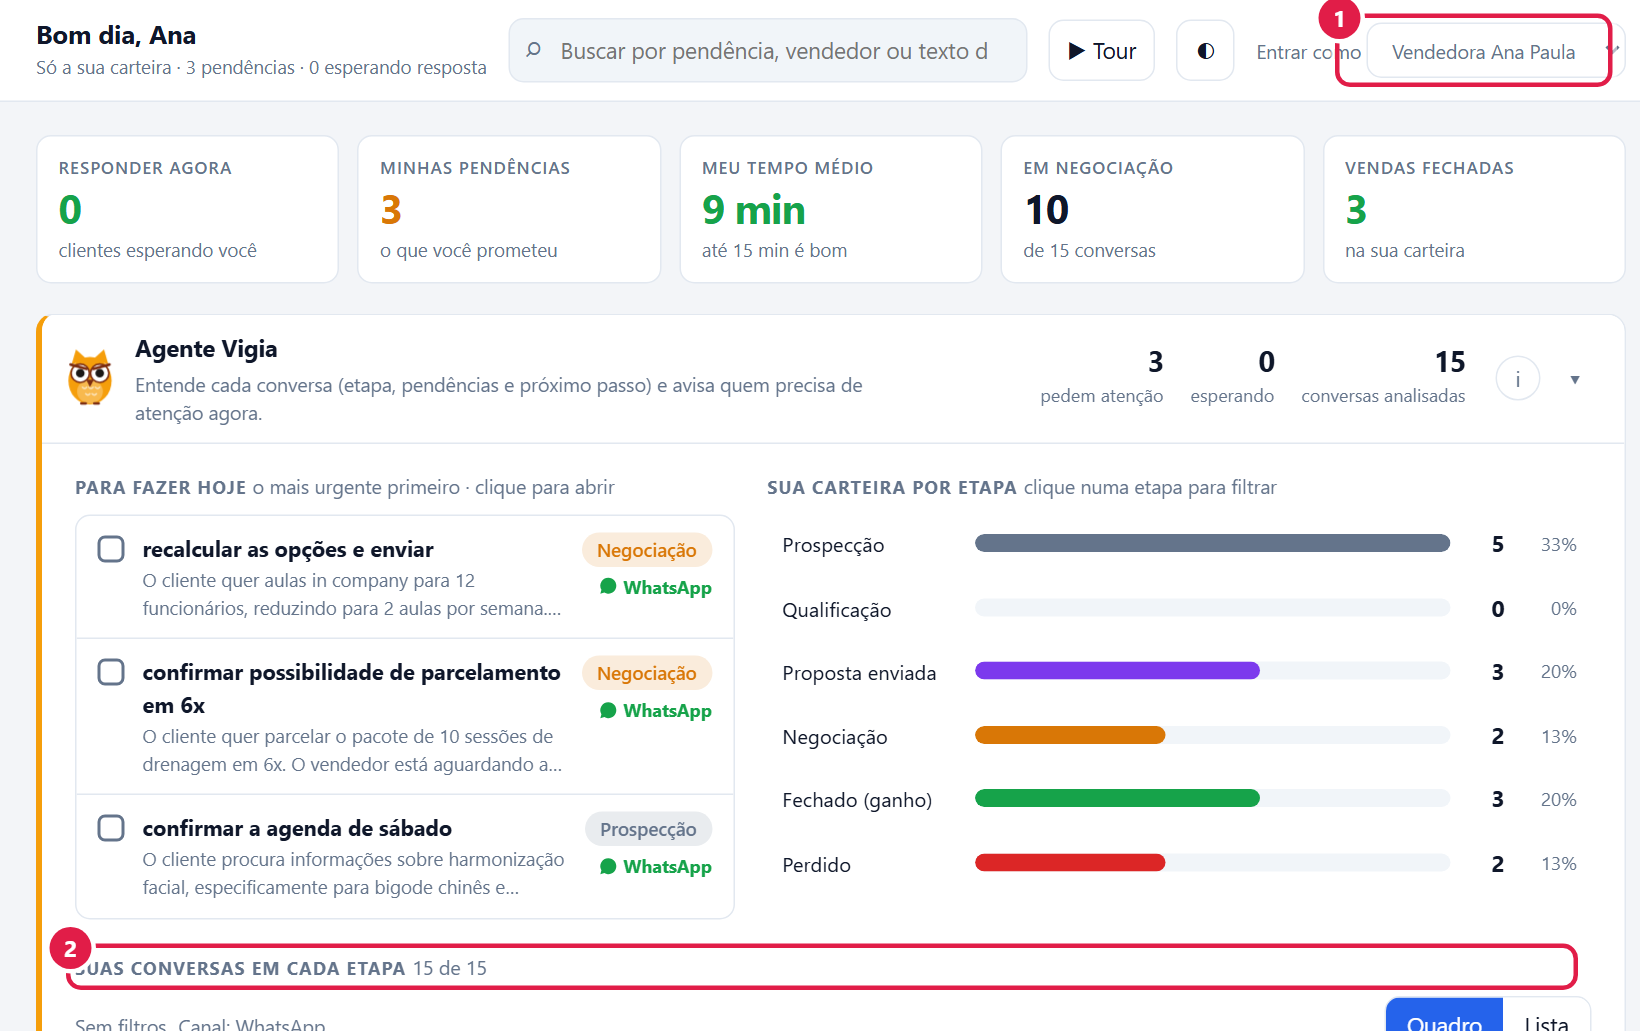 Bom dia, Ana
Só a sua carteira · 3 pendências · 0 esperando resposta
Buscar por pendência, vendedor ou texto d
▶ Tour
Entrar como
Vendedora Ana Paula
1
RESPONDER AGORA
0
clientes esperando você
MINHAS PENDÊNCIAS
3
o que você prometeu
MEU TEMPO MÉDIO
9 min
até 15 min é bom
EM NEGOCIAÇÃO
10
de 15 conversas
VENDAS FECHADAS
3
na sua carteira
Agente Vigia
Entende cada conversa (etapa, pendências e próximo passo) e avisa quem precisa de
atenção agora.
3
pedem atenção
0
esperando
15
conversas analisadas
i
PARA FAZER HOJE o mais urgente primeiro · clique para abrir
recalcular as opções e enviar
Negociação
O cliente quer aulas in company para 12
funcionários, reduzindo para 2 aulas por semana....
WhatsApp
confirmar possibilidade de parcelamento
em 6x
Negociação
WhatsApp
O cliente quer parcelar o pacote de 10 sessões de
drenagem em 6x. O vendedor está aguardando a...
confirmar a agenda de sábado
Prospecção
O cliente procura informações sobre harmonização
facial, especificamente para bigode chinês e...
WhatsApp
SUA CARTEIRA POR ETAPA clique numa etapa para filtrar
Prospecção 5 33%
Qualificação 0 0%
Proposta enviada 3 20%
Negociação 2 13%
Fechado (ganho) 3 20%
Perdido 2 13%
2
SUAS CONVERSAS EM CADA ETAPA 15 de 15
Sem filtros. Canal: WhatsApp
Quadro
Lista